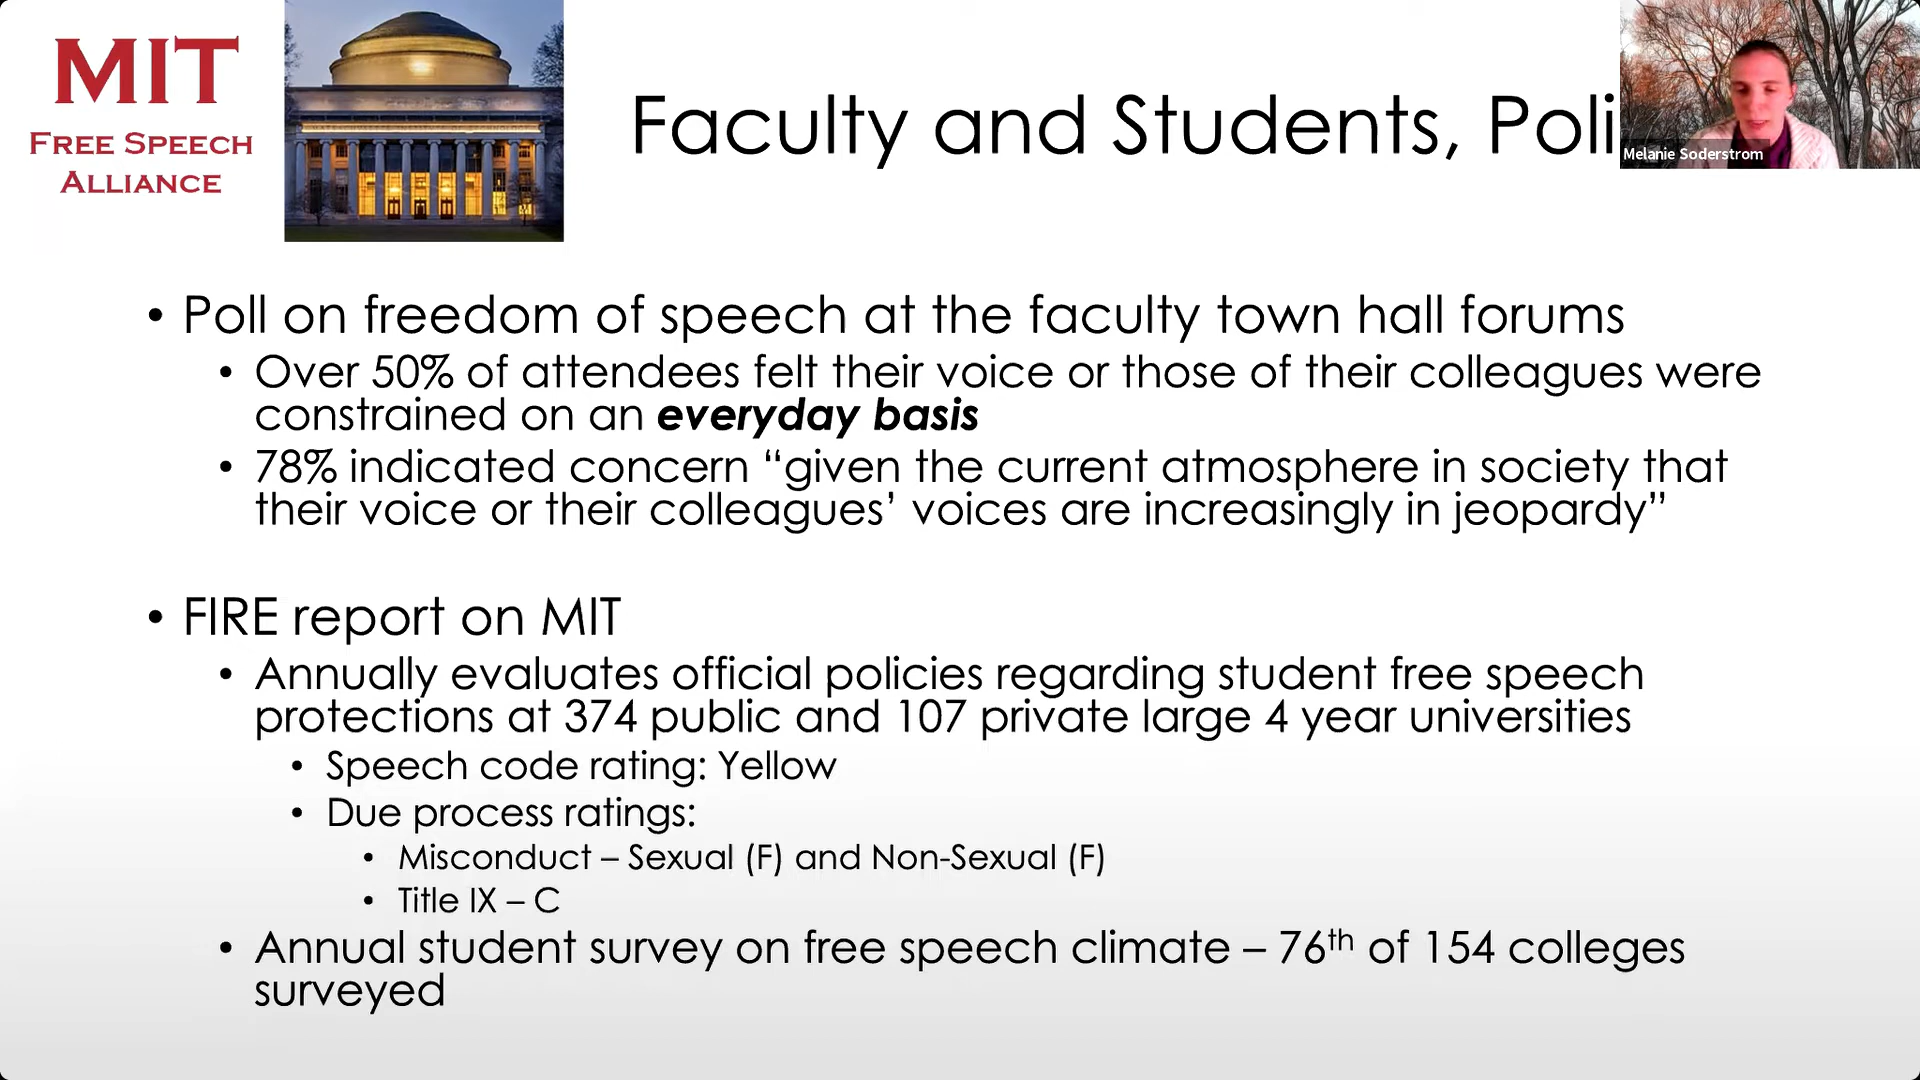 MIT
FREE SPEECH
ALLIANCE
Faculty and Students, Poli
Melanie Soderstrom
• Poll on freedom of speech at the faculty town hall forums
• Over 50% of attendees felt their voice or those of their colleagues were
constrained on an everyday basis
• 78% indicated concern “given the current atmosphere in society that
their voice or their colleagues’ voices are increasingly in jeopardy”
• FIRE report on MIT
• Annually evaluates official policies regarding student free speech
protections at 374 public and 107 private large 4 year universities
• Speech code rating: Yellow
• Due process ratings:
• Misconduct – Sexual (F) and Non-Sexual (F)
• Title IX – C
• Annual student survey on free speech climate – 76th of 154 colleges
surveyed